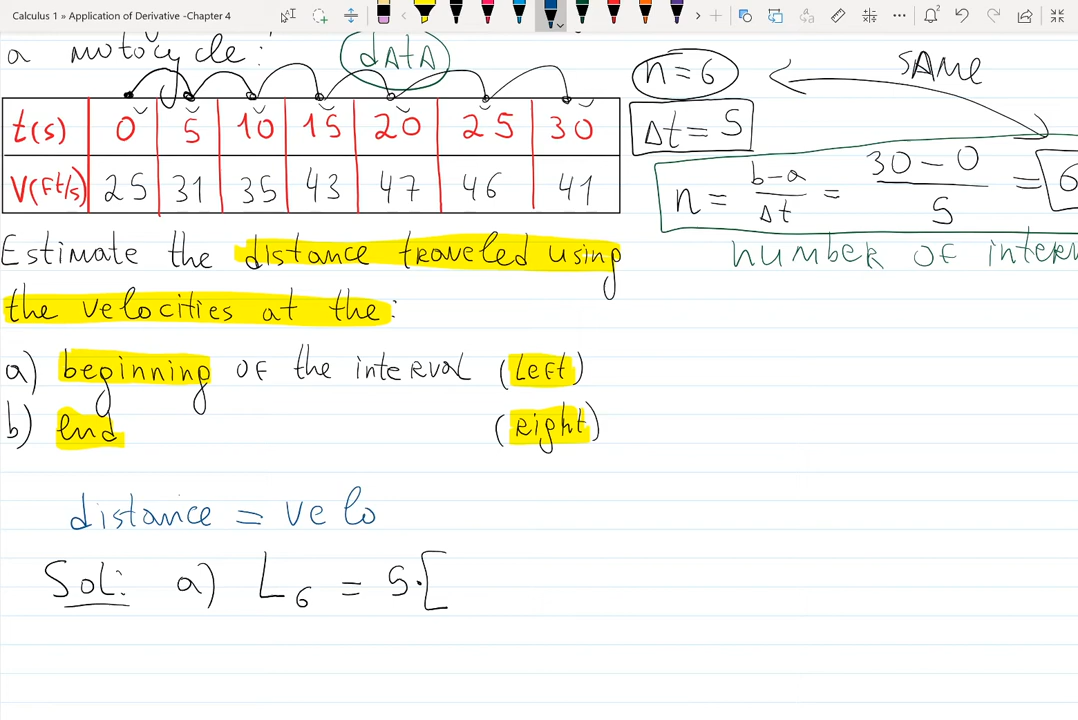 Calculus 1 » Application of Derivative -Chapter 4
a motorcycle: data
t(s) 0 5 10 15 20 25 30
V(ft/s) 25 31 35 43 47 46 41
n=6 SAME
Δt = 5
n = b-a / Δt = 30-0 / 5 = 6
number of
Estimate the distance traveled using
the velocities at the:
a) beginning of the interval (Left)
b) end (Right)
distance = velo
Sol: a) L6 = 5·[